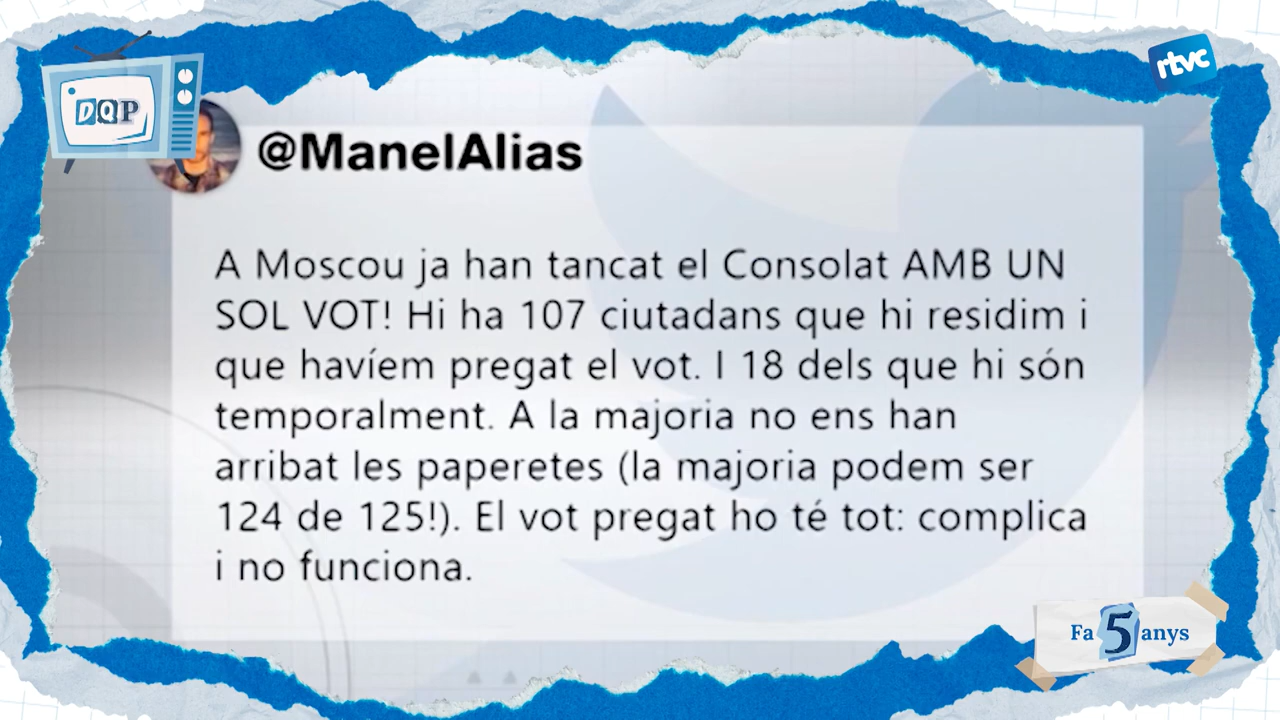 DQP
rtvc
@ManelAlias
A Moscou ja han tancat el Consolat AMB UN
SOL VOT! Hi ha 107 ciutadans que hi residim i
que havíem pregat el vot. I 18 dels que hi són
temporalment. A la majoria no ens han
arribat les paperetes (la majoria podem ser
124 de 125!). El vot pregat ho té tot: complica
i no funciona.
Fa 5 anys